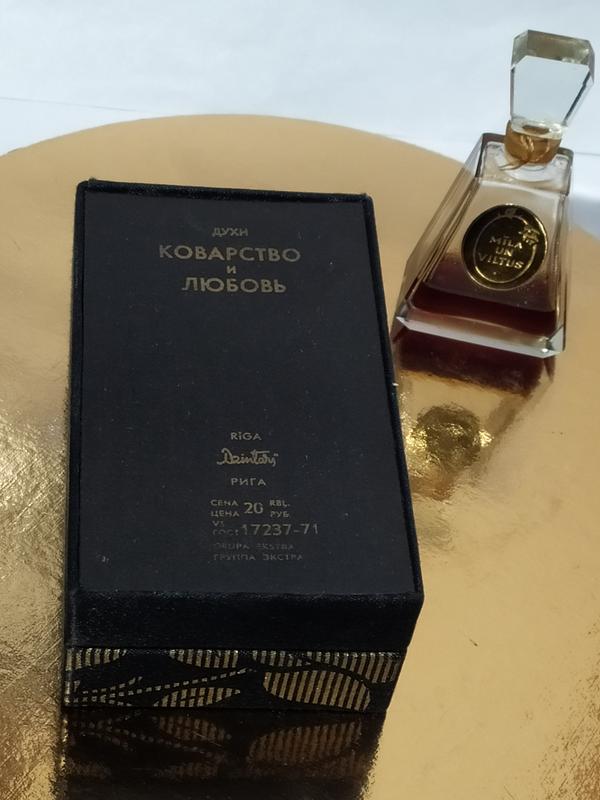 ДУХИ
КОВАРСТВО
И
ЛЮБОВЬ
RĪGA
Dzintars
РИГА
CENA 20 RBL.
ЦЕНА РУБ.
VS
ГОСТ 17237-71
GRUPA EKSTRA
ГРУППА ЭКСТРА
MĪLA
UN
VILTUS